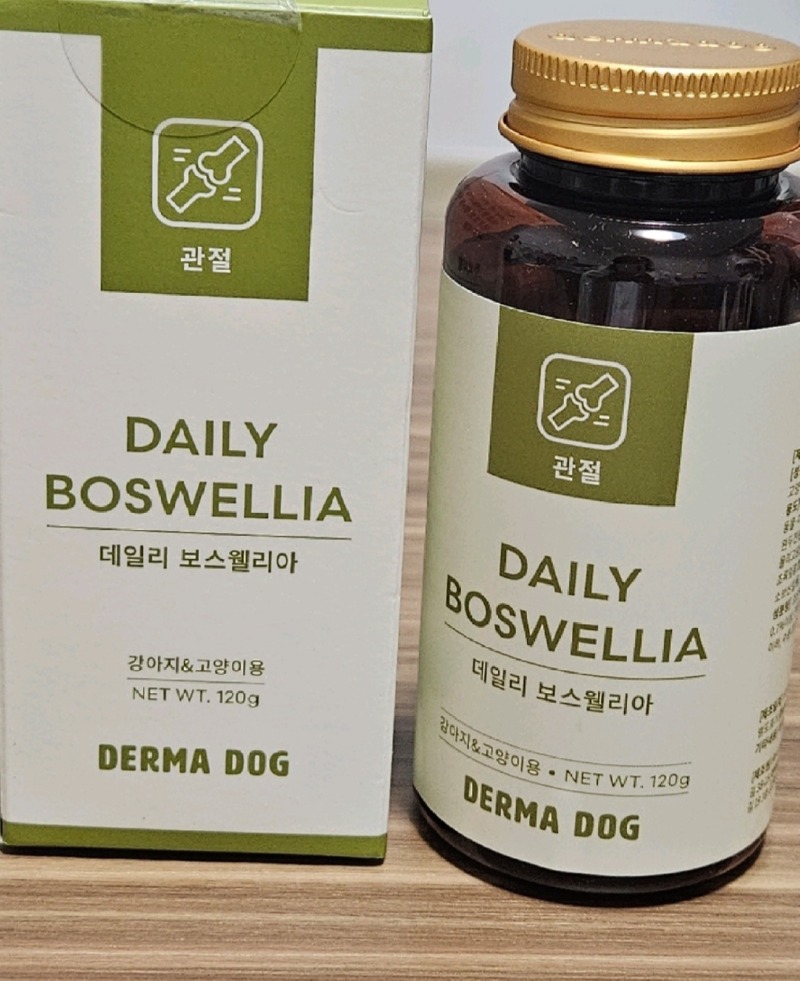 관절
DAILY
BOSWELLIA
데일리 보스웰리아
강아지&고양이용
NET WT. 120g
DERMA DOG
관절
DAILY
BOSWELLIA
데일리 보스웰리아
강아지&고양이용 • NET WT. 120g
DERMA DOG